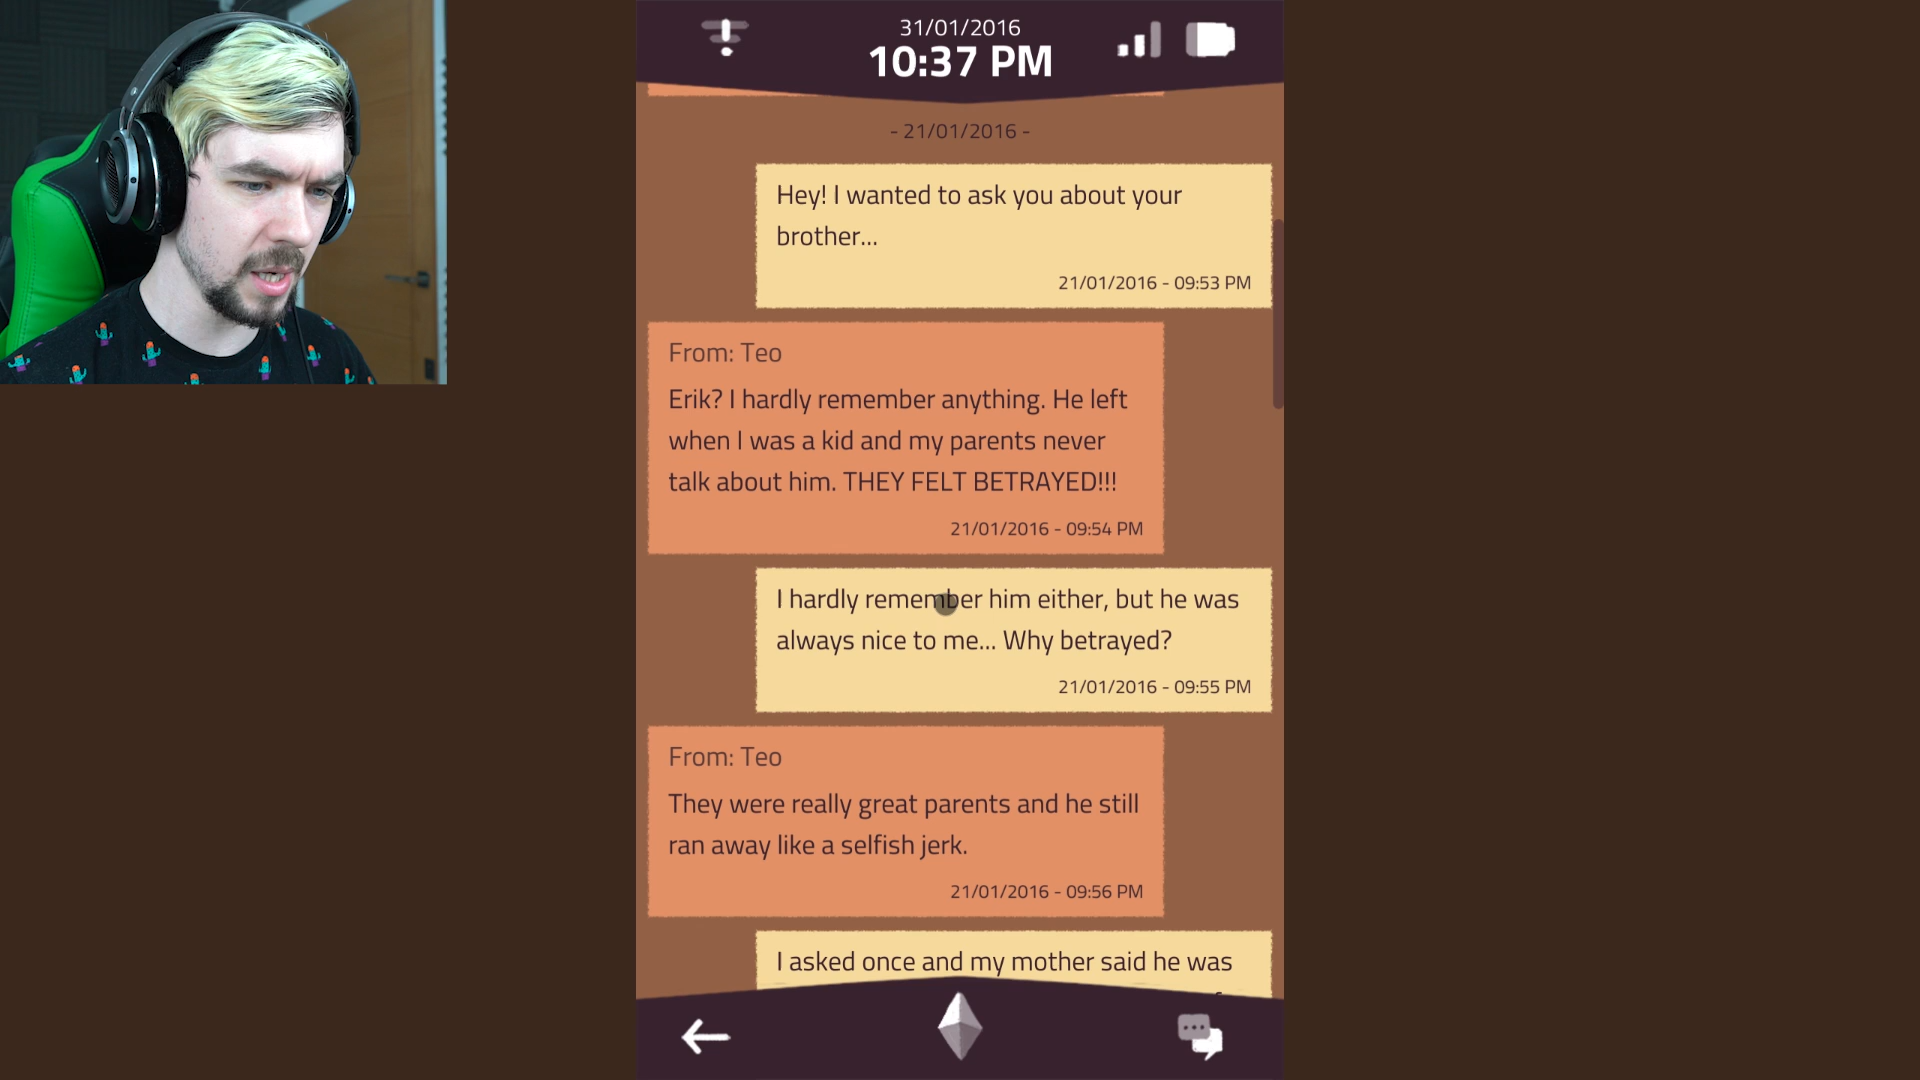 31/01/2016
10:37 PM
- 21/01/2016 -
Hey! I wanted to ask you about your
brother...
21/01/2016 - 09:53 PM
From: Teo
Erik? I hardly remember anything. He left
when I was a kid and my parents never
talk about him. THEY FELT BETRAYED!!!
21/01/2016 - 09:54 PM
I hardly remember him either, but he was
always nice to me... Why betrayed?
21/01/2016 - 09:55 PM
From: Teo
They were really great parents and he still
ran away like a selfish jerk.
21/01/2016 - 09:56 PM
I asked once and my mother said he was